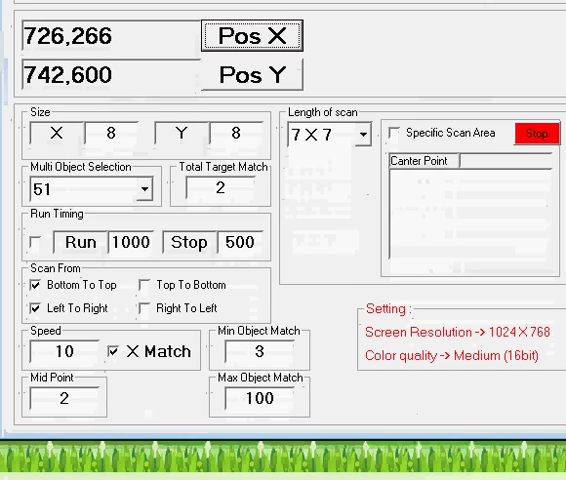 726,266 Pos X
742,600 Pos Y
Size
X 8 Y 8
Length of scan
7 X 7
Specific Scan Area Stop
Canter Point
Multi Object Selection
51
Total Target Match
2
Run Timing
Run 1000 Stop 500
Scan From
Bottom To Top Top To Bottom
Left To Right Right To Left
Speed
10 X Match
Min Object Match
3
Mid Point
2
Max Object Match
100
Setting :
Screen Resolution -> 1024 X 768
Color quality -> Medium (16bit)